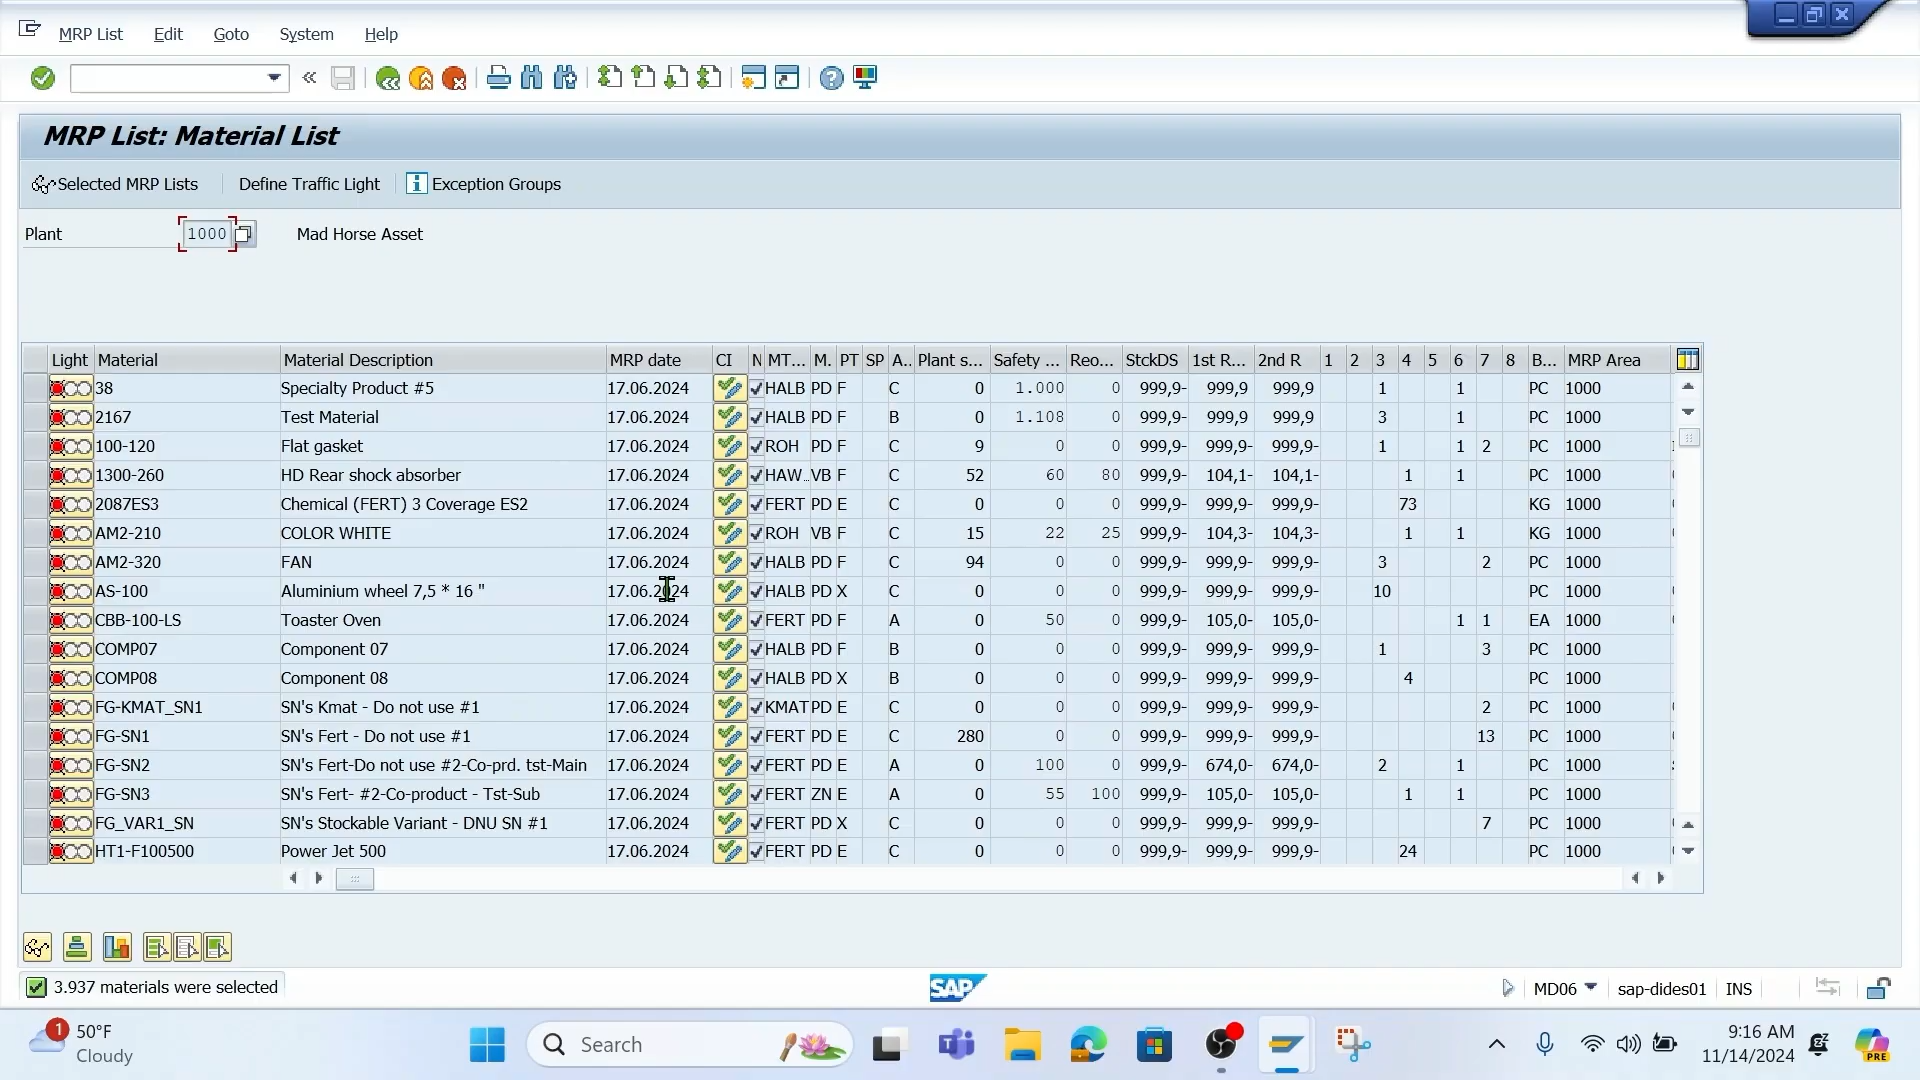 MRP List Edit Goto System Help
MRP List: Material List
Selected MRP Lists Define Traffic Light Exception Groups
Plant 1000 Mad Horse Asset
Light Material Material Description MRP date CI N MT... M. PT SP A.. Plant s... Safety ... Reo... StckDS 1st R... 2nd R 1 2 3 4 5 6 7 8 B... MRP Area
38 Specialty Product #5 17.06.2024 HALB PD F C 0 1.000 0 999,9- 999,9 999,9 1 1 PC 1000
2167 Test Material 17.06.2024 HALB PD F B 0 1.108 0 999,9- 999,9 999,9 3 1 PC 1000
100-120 Flat gasket 17.06.2024 ROH PD F C 9 0 0 999,9- 999,9- 999,9- 1 1 2 PC 1000
1300-260 HD Rear shock absorber 17.06.2024 HAW.. VB F C 52 60 80 999,9- 104,1- 104,1- 1 1 PC 1000
2087ES3 Chemical (FERT) 3 Coverage ES2 17.06.2024 FERT PD E C 0 0 0 999,9- 999,9- 999,9- 73 KG 1000
AM2-210 COLOR WHITE 17.06.2024 ROH VB F C 15 22 25 999,9- 104,3- 104,3- 1 1 KG 1000
AM2-320 FAN 17.06.2024 HALB PD F C 94 0 0 999,9- 999,9- 999,9- 3 2 PC 1000
AS-100 Aluminium wheel 7,5 * 16 " 17.06.2024 HALB PD X C 0 0 0 999,9- 999,9- 999,9- 10 PC 1000
CBB-100-LS Toaster Oven 17.06.2024 FERT PD F A 0 50 0 999,9- 105,0- 105,0- 1 1 EA 1000
COMP07 Component 07 17.06.2024 HALB PD F B 0 0 0 999,9- 999,9- 999,9- 1 3 PC 1000
COMP08 Component 08 17.06.2024 HALB PD X B 0 0 0 999,9- 999,9- 999,9- 4 PC 1000
FG-KMAT_SN1 SN's Kmat - Do not use #1 17.06.2024 KMAT PD E C 0 0 0 999,9- 999,9- 999,9- 2 PC 1000
FG-SN1 SN's Fert - Do not use #1 17.06.2024 FERT PD E C 280 0 0 999,9- 999,9- 999,9- 13 PC 1000
FG-SN2 SN's Fert-Do not use #2-Co-prd. tst-Main 17.06.2024 FERT PD E A 0 100 0 999,9- 674,0- 674,0- 2 1 PC 1000
FG-SN3 SN's Fert- #2-Co-product - Tst-Sub 17.06.2024 FERT ZN E A 0 55 100 999,9- 105,0- 105,0- 1 1 PC 1000
FG_VAR1_SN SN's Stockable Variant - DNU SN #1 17.06.2024 FERT PD X C 0 0 0 999,9- 999,9- 999,9- 7 PC 1000
HT1-F100500 Power Jet 500 17.06.2024 FERT PD E C 0 0 0 999,9- 999,9- 999,9- 24 PC 1000
3.937 materials were selected SAP MD06 sap-dides01 INS
1 50°F Search 9:16 AM
Cloudy 11/14/2024 PRE